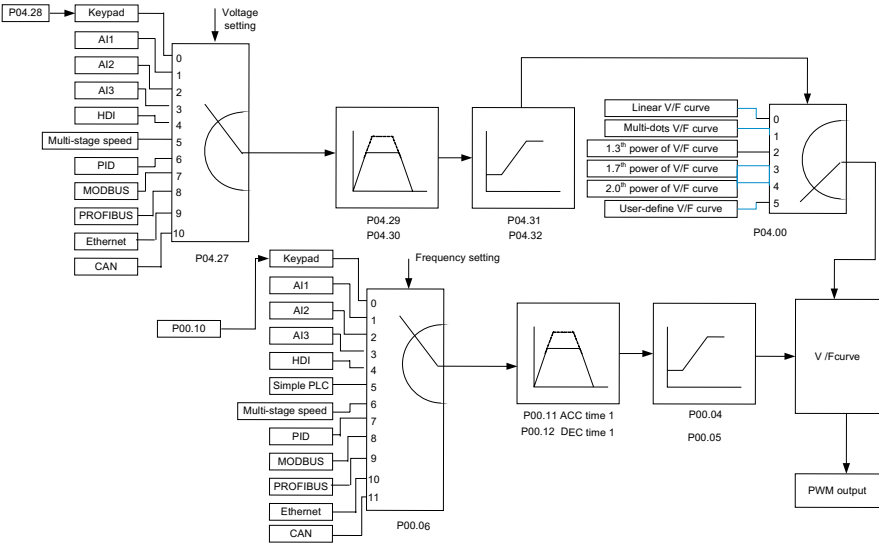 P04.28
Keypad
AI1
AI2
AI3
HDI
Multi-stage speed
PID
MODBUS
PROFIBUS
Ethernet
CAN
Voltage
setting
0
1
2
3
4
5
6
7
8
9
10
P04.27
P04.29
P04.30
P04.31
P04.32
Linear V/F curve
Multi-dots V/F curve
1.3th power of V/F curve
1.7th power of V/F curve
2.0th power of V/F curve
User-define V/F curve
0
1
2
3
4
5
P04.00
P00.10
Keypad
AI1
AI2
AI3
HDI
Simple PLC
Multi-stage speed
PID
MODBUS
PROFIBUS
Ethernet
CAN
Frequency setting
0
1
2
3
4
5
6
7
8
9
10
11
P00.06
P00.11 ACC time 1
P00.12 DEC time 1
P00.04
P00.05
V /Fcurve
PWM output